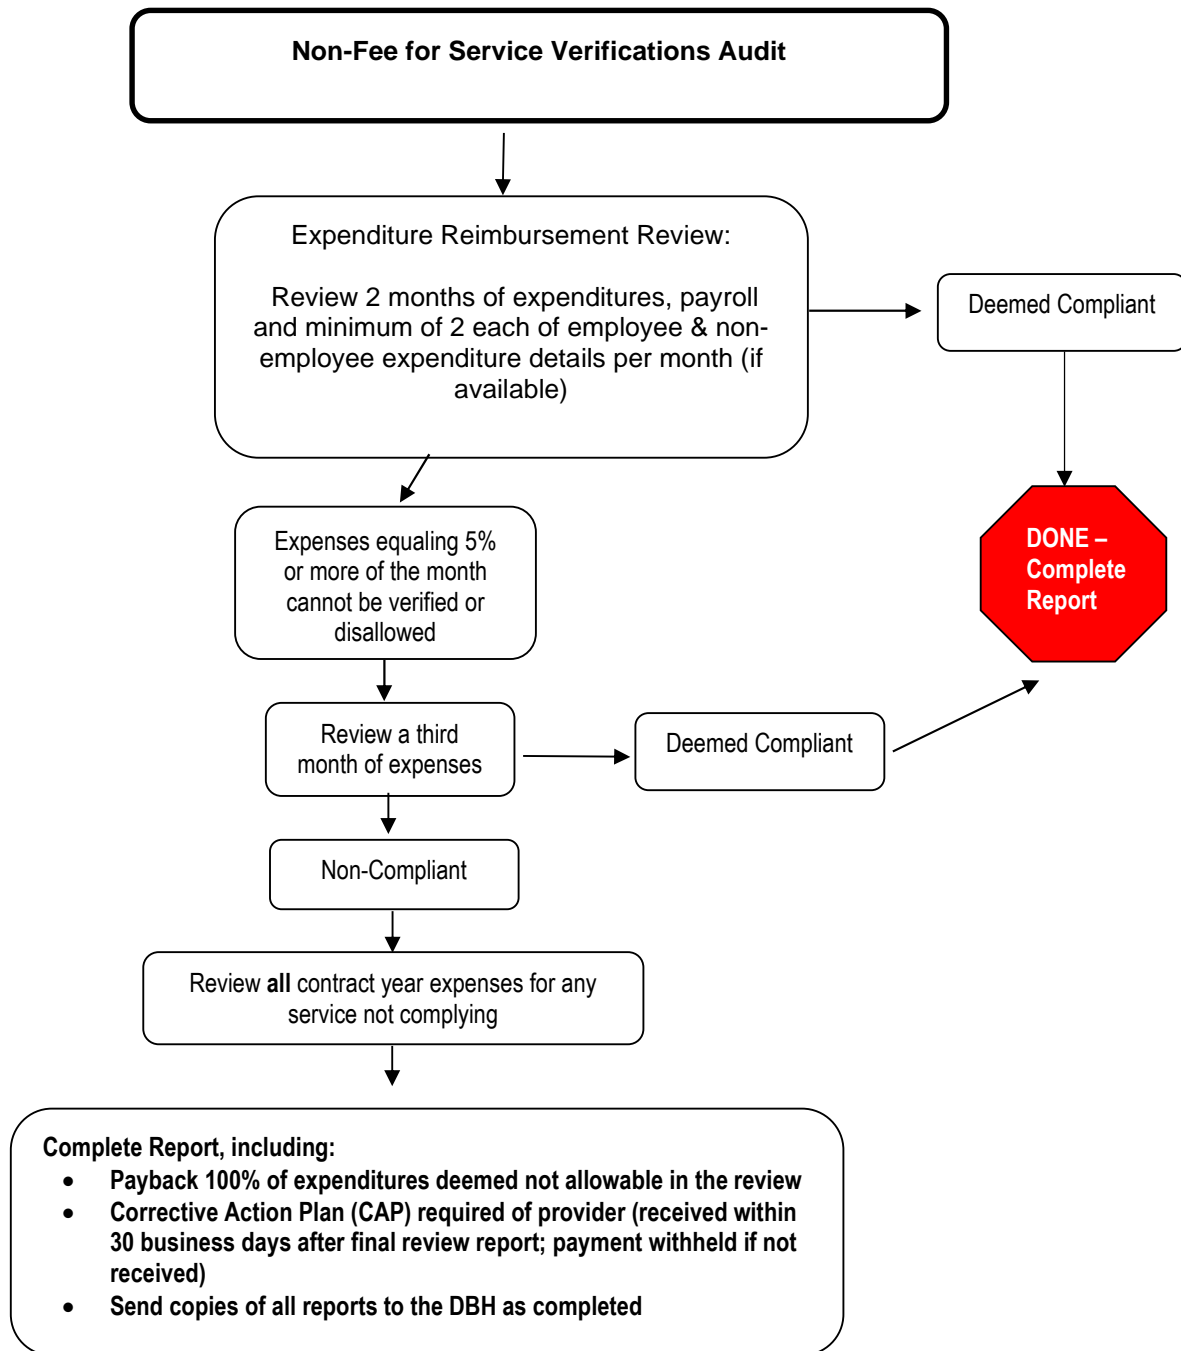 Non-Fee for Service Verifications Audit
Expenditure Reimbursement Review:
Review 2 months of expenditures, payroll
and minimum of 2 each of employee & non-
employee expenditure details per month (if
available)
Deemed Compliant
DONE –
Complete
Report
Expenses equaling 5%
or more of the month
cannot be verified or
disallowed
Review a third
month of expenses
Deemed Compliant
Non-Compliant
Review all contract year expenses for any
service not complying
Complete Report, including:
• Payback 100% of expenditures deemed not allowable in the review
• Corrective Action Plan (CAP) required of provider (received within
30 business days after final review report; payment withheld if not
received)
• Send copies of all reports to the DBH as completed